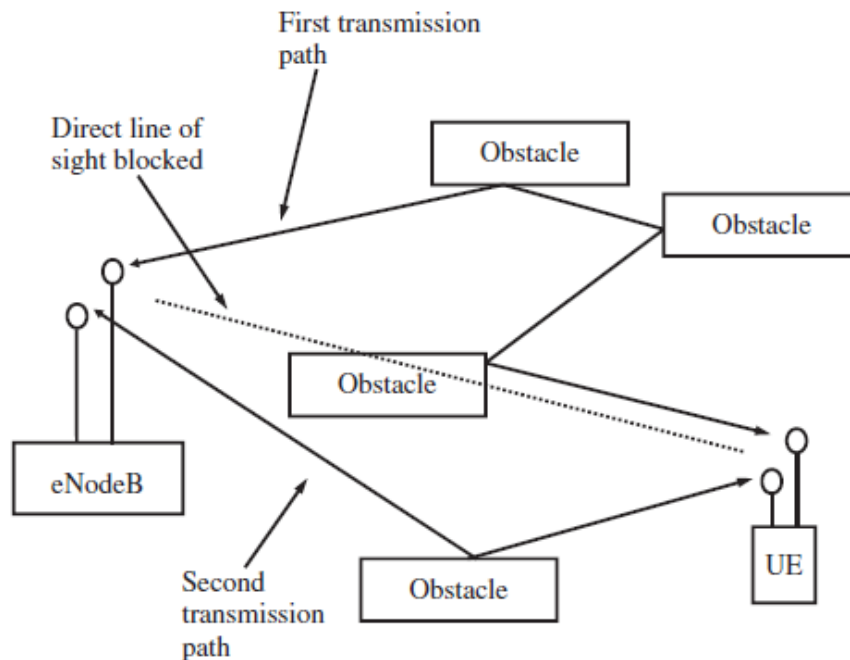 First transmission
path
Direct line of
sight blocked
Obstacle
Obstacle
Obstacle
eNodeB
Obstacle
UE
Second
transmission
path